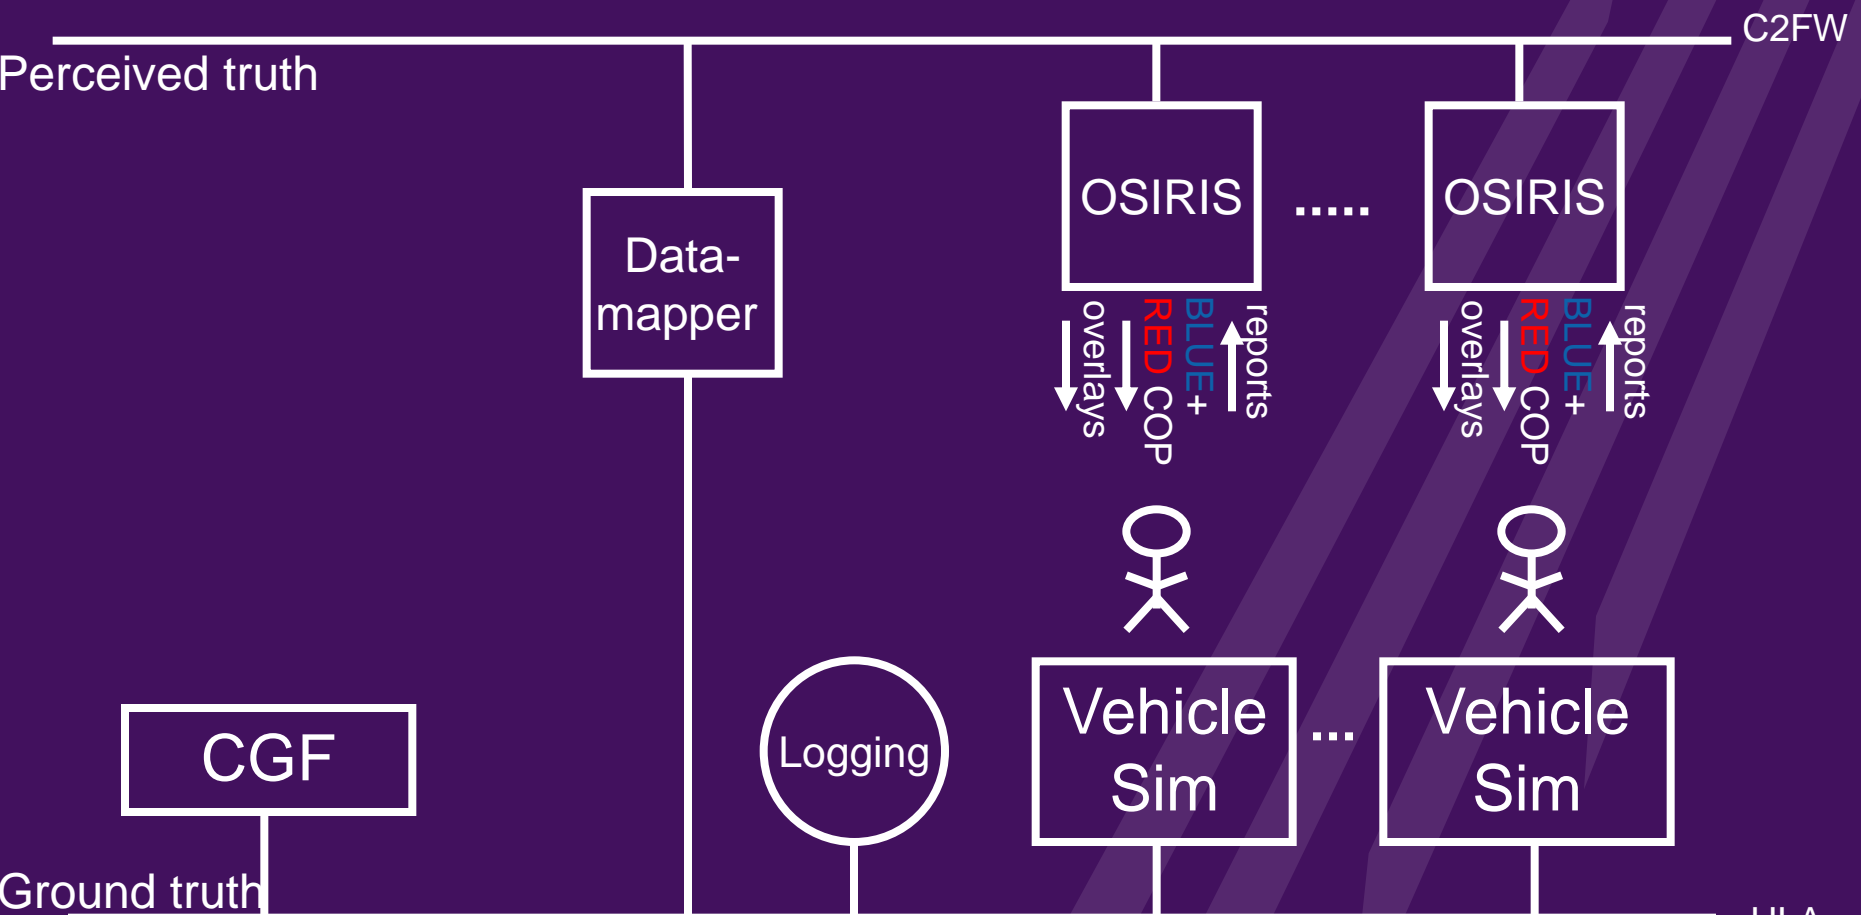 C2FW
Perceived truth
OSIRIS
.....
OSIRIS
Data-
mapper
overlays
RED COP
BLUE+
reports
overlays
RED COP
BLUE+
reports
CGF
Logging
Vehicle
Sim
...
Vehicle
Sim
Ground truth
HLA